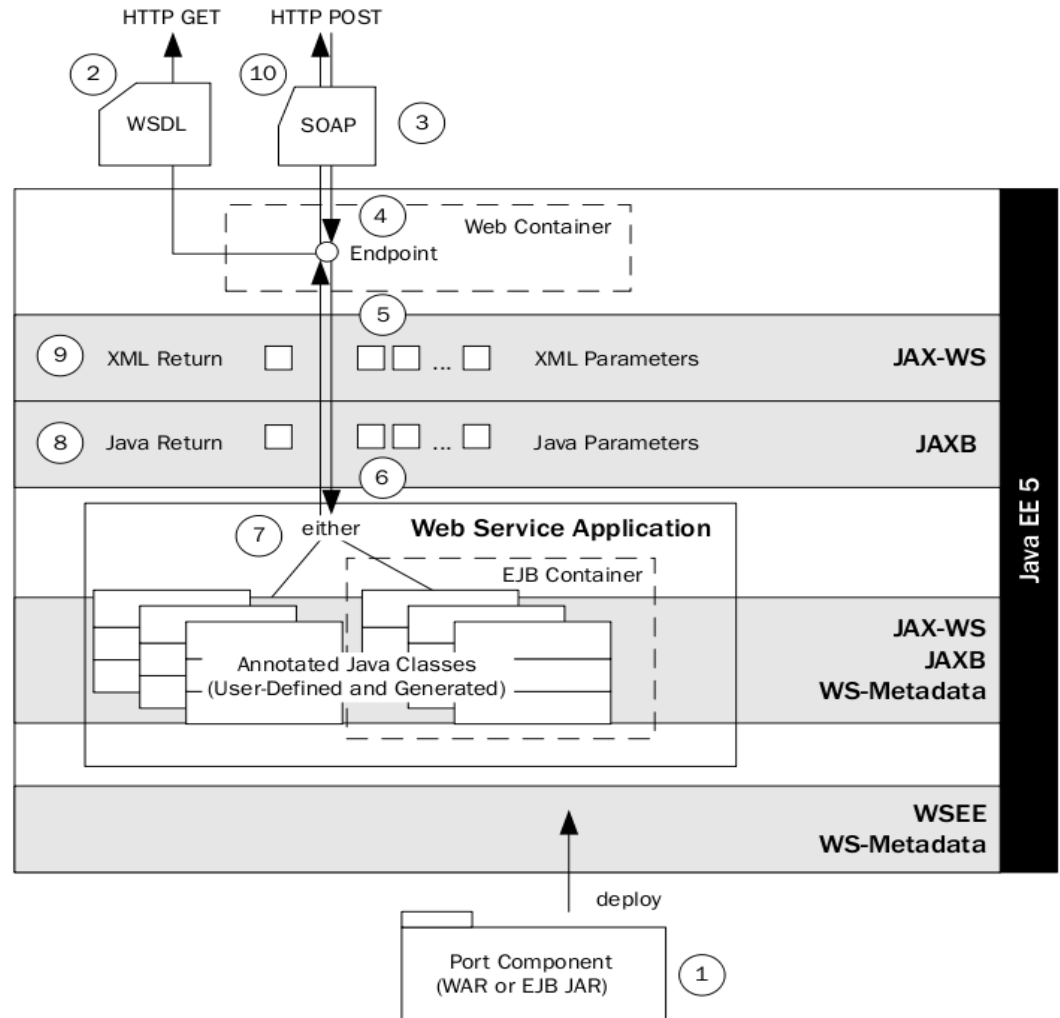 HTTP GET
HTTP POST
2
10
WSDL
SOAP
3
4
Web Container
Endpoint
5
9
XML Return
...
XML Parameters
JAX-WS
8
Java Return
...
Java Parameters
JAXB
6
7
either
Web Service Application
EJB Container
Java EE 5
Annotated Java Classes
(User-Defined and Generated)
JAX-WS
JAXB
WS-Metadata
WSEE
WS-Metadata
deploy
Port Component
(WAR or EJB JAR)
1